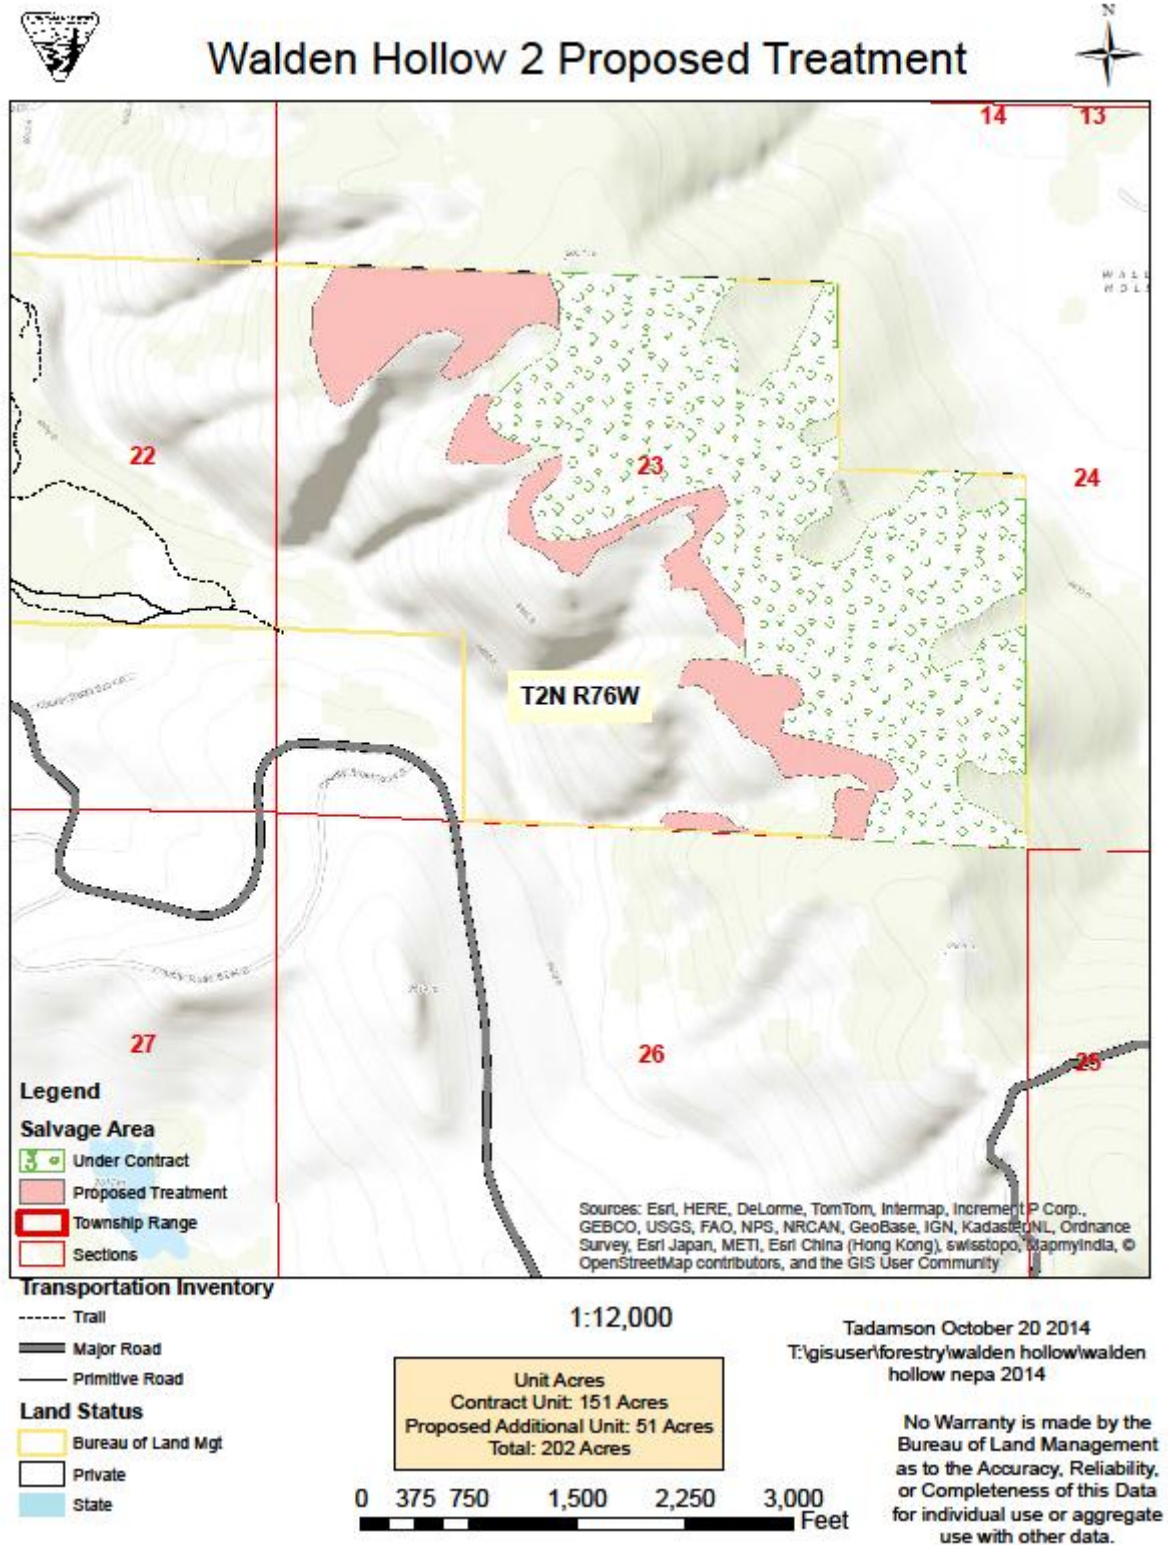 N
Walden Hollow 2 Proposed Treatment
14
13
22
23
24
T2N R76W
27
26
25
Legend
Salvage Area
Under Contract
Proposed Treatment
Township Range
Sections
Transportation Inventory
Trail
Major Road
Primitive Road
Land Status
Bureau of Land Mgt
Private
State
Sources: Esri, HERE, DeLorme, TomTom, Intermap, increment P Corp.,
GEBCO, USGS, FAO, NPS, NRCAN, GeoBase, IGN, Kadaster NL, Ordnance
Survey, Esri Japan, METI, Esri China (Hong Kong), swisstopo, MapmyIndia, ©
OpenStreetMap contributors, and the GIS User Community
1:12,000
Unit Acres
Contract Unit: 151 Acres
Proposed Additional Unit: 51 Acres
Total: 202 Acres
0 375 750 1,500 2,250 3,000
Feet
Tadamson October 20 2014
T:\gisuser\forestry\walden hollow\walden
hollow nepa 2014
No Warranty is made by the
Bureau of Land Management
as to the Accuracy, Reliability,
or Completeness of this Data
for individual use or aggregate
use with other data.